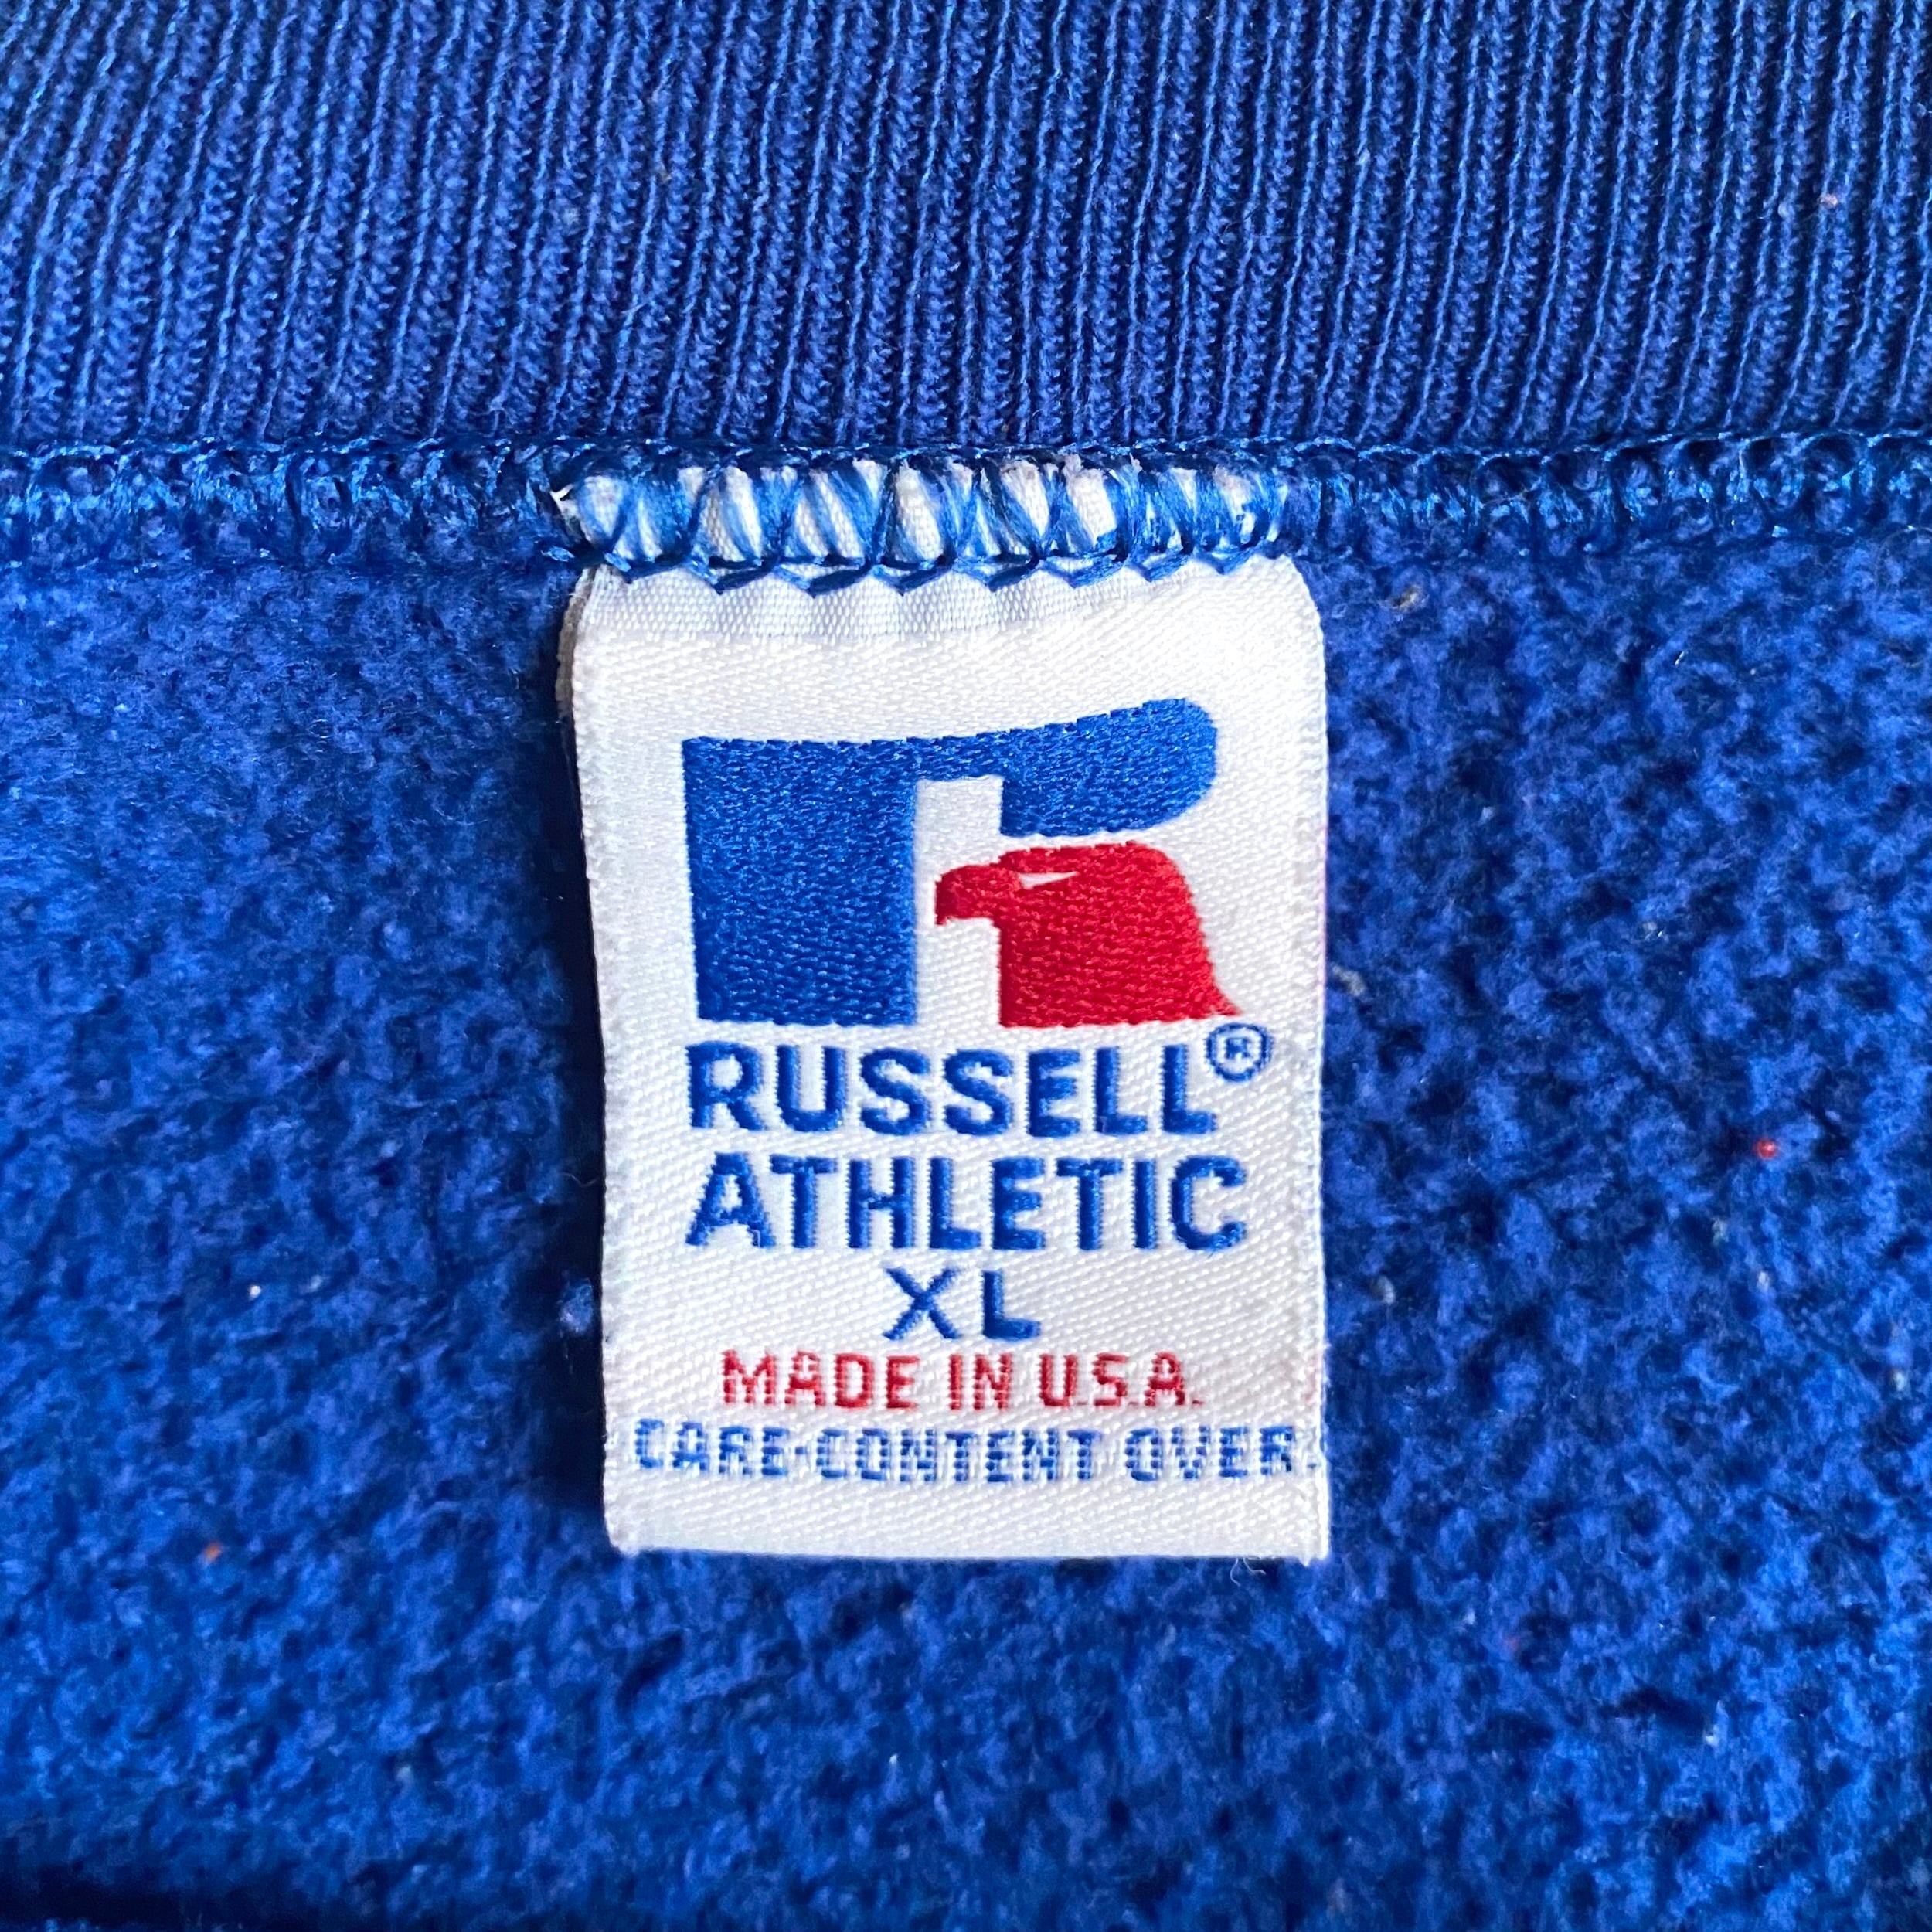 RUSSELL®
ATHLETIC
XL
MADE IN U.S.A.
CARE-CONTENT OVER